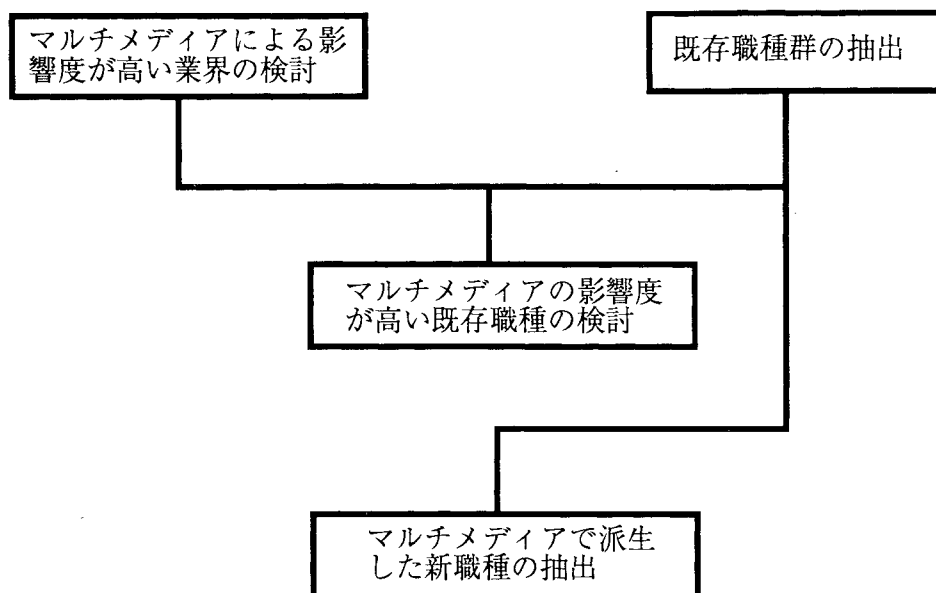 マルチメディアによる影
響度が高い業界の検討
既存職種群の抽出
マルチメディアの影響度
が高い既存職種の検討
マルチメディアで派生
した新職種の抽出